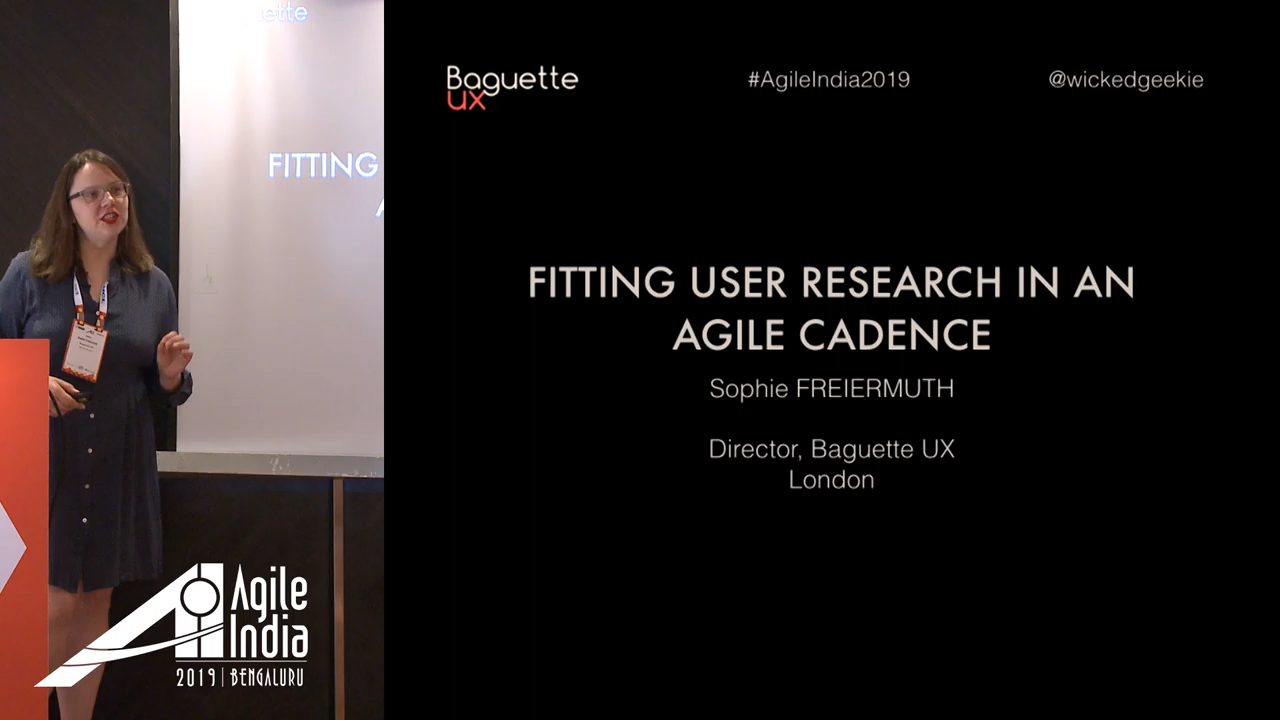 ette
FITTING
Baguette
ux
#AgileIndia2019
@wickedgeekie
FITTING USER RESEARCH IN AN
AGILE CADENCE
Sophie FREIERMUTH
Director, Baguette UX
London
Agile
India
2019 | BENGALURU